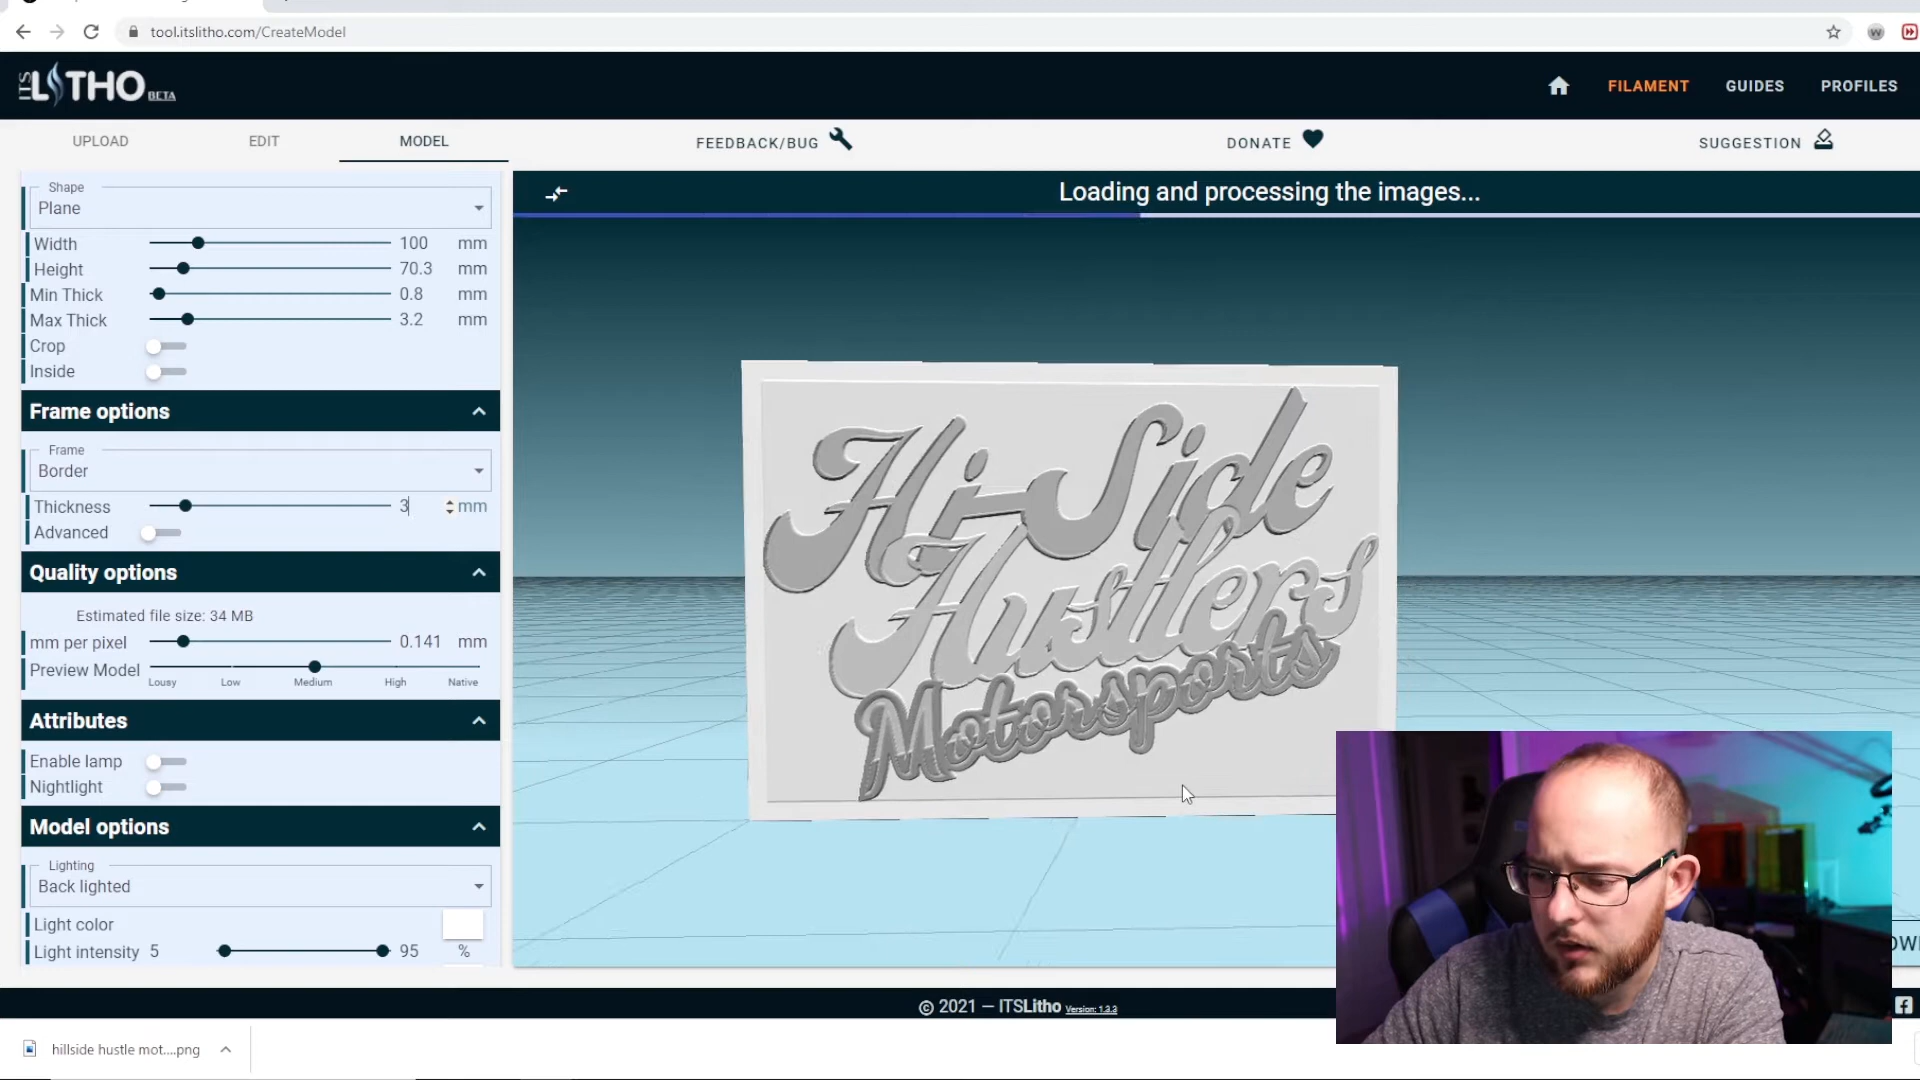 tool.itslitho.com/CreateModel
W
ITS LITHO BETA
FILAMENT GUIDES PROFILES
UPLOAD EDIT MODEL FEEDBACK/BUG DONATE SUGGESTION
Loading and processing the images...
Shape
Plane
Width 100 mm
Height 70.3 mm
Min Thick 0.8 mm
Max Thick 3.2 mm
Crop
Inside
Frame options
Frame
Border
Thickness 3 mm
Advanced
Quality options
Estimated file size: 34 MB
mm per pixel 0.141 mm
Preview Model
Lousy Low Medium High Native
Attributes
Enable lamp
Nightlight
Model options
Lighting
Back lighted
Light color
Light intensity 5 95 %
Hi-Side
Hustlers
Motorsports
© 2021 — ITSLitho Version: 1.3.3
hillside hustle mot....png